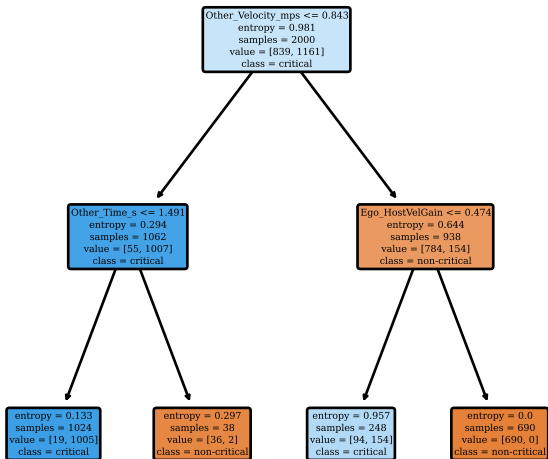 Other_Velocity_mps <= 0.843
entropy = 0.981
samples = 2000
value = [839, 1161]
class = critical
Other_Time_s <= 1.491
entropy = 0.294
samples = 1062
value = [55, 1007]
class = critical
Ego_HostVelGain <= 0.474
entropy = 0.644
samples = 938
value = [784, 154]
class = non-critical
entropy = 0.133
samples = 1024
value = [19, 1005]
class = critical
entropy = 0.297
samples = 38
value = [36, 2]
class = non-critical
entropy = 0.957
samples = 248
value = [94, 154]
class = critical
entropy = 0.0
samples = 690
value = [690, 0]
class = non-critical